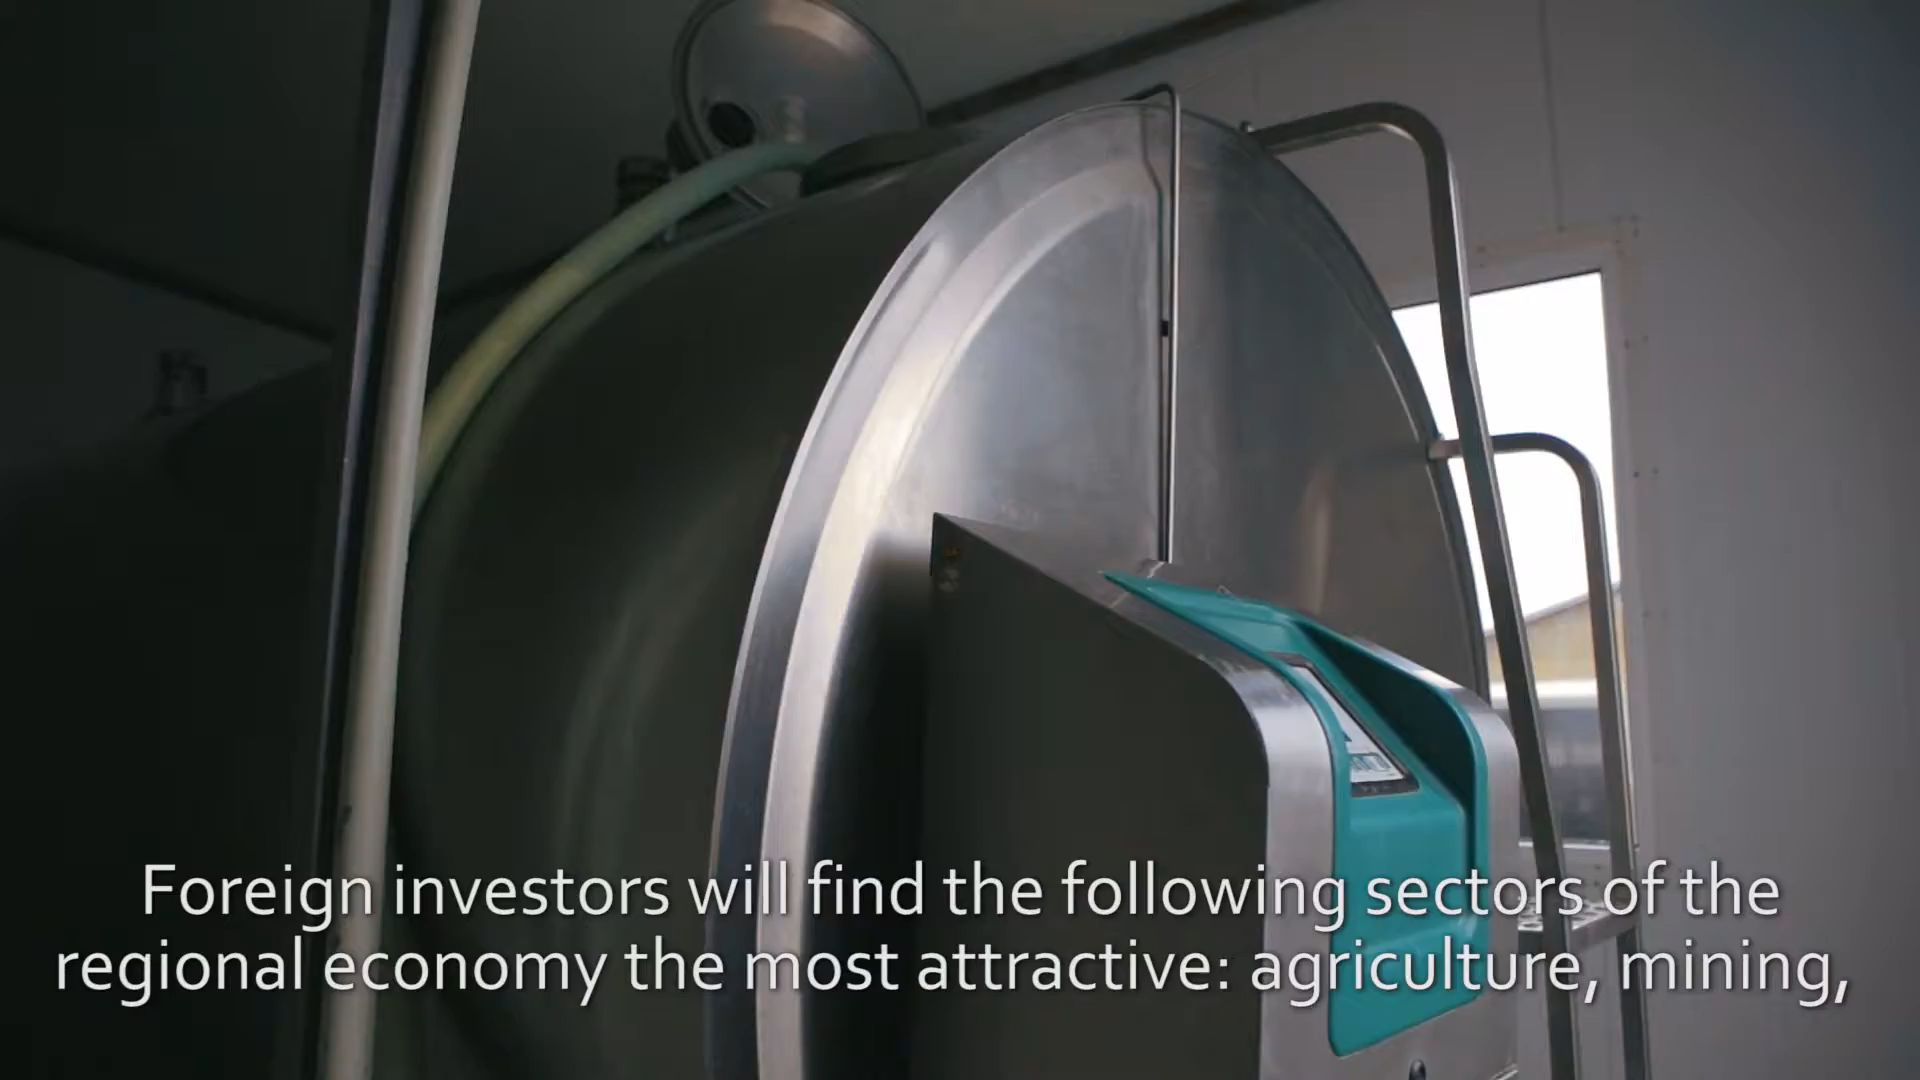 Foreign investors will find the following sectors of the
regional economy the most attractive: agriculture, mining,